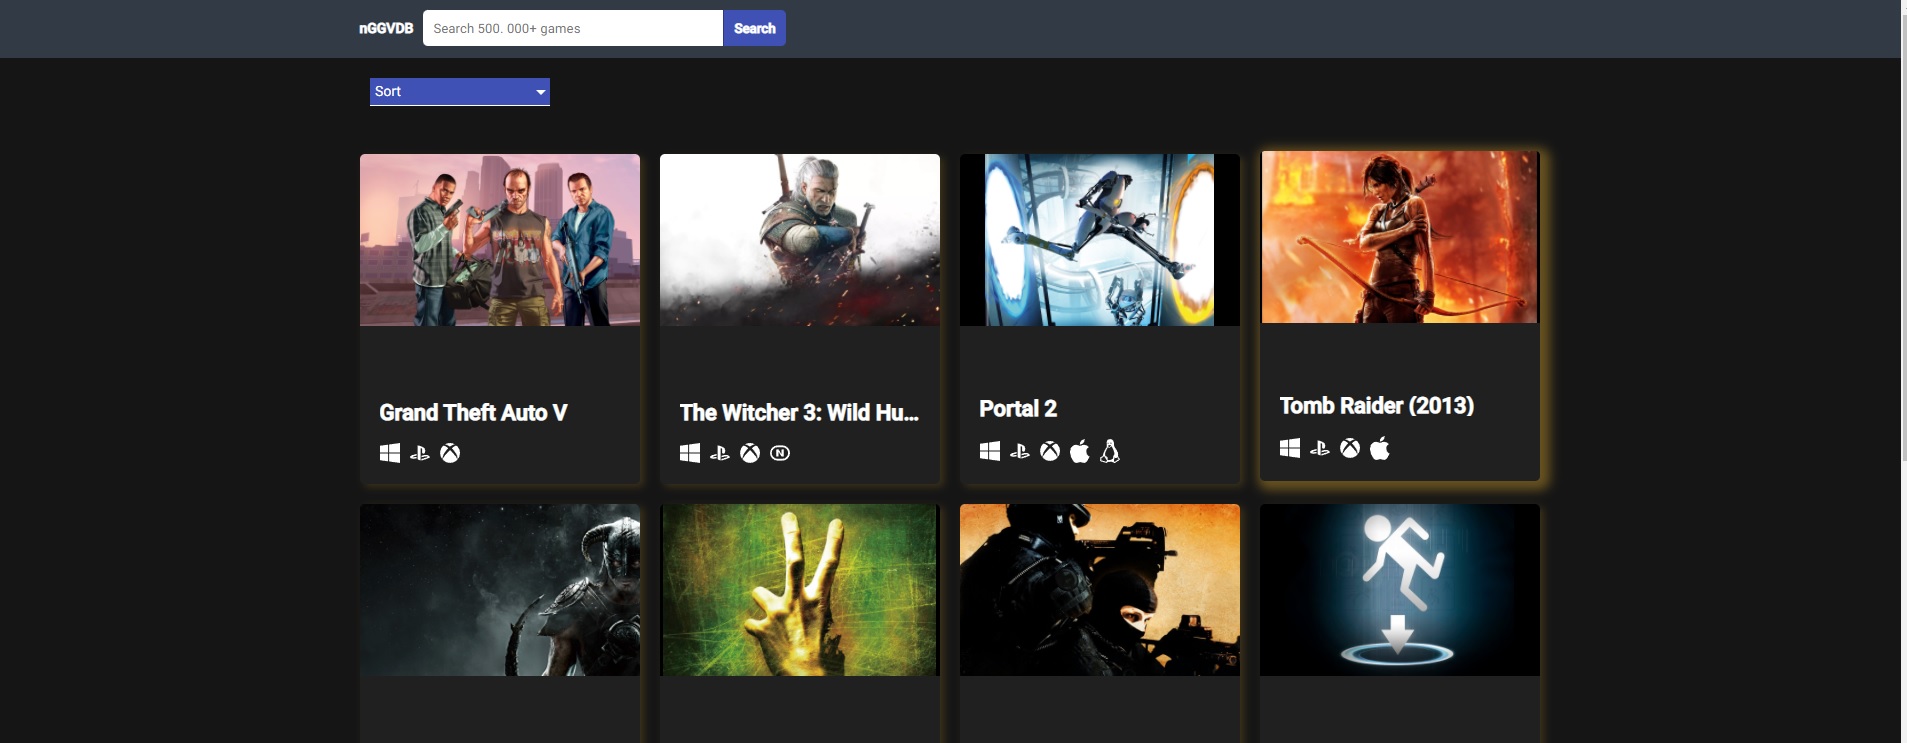 nGGVDB
Search 500. 000+ games
Search
Sort
Grand Theft Auto V
The Witcher 3: Wild Hu...
Portal 2
Tomb Raider (2013)